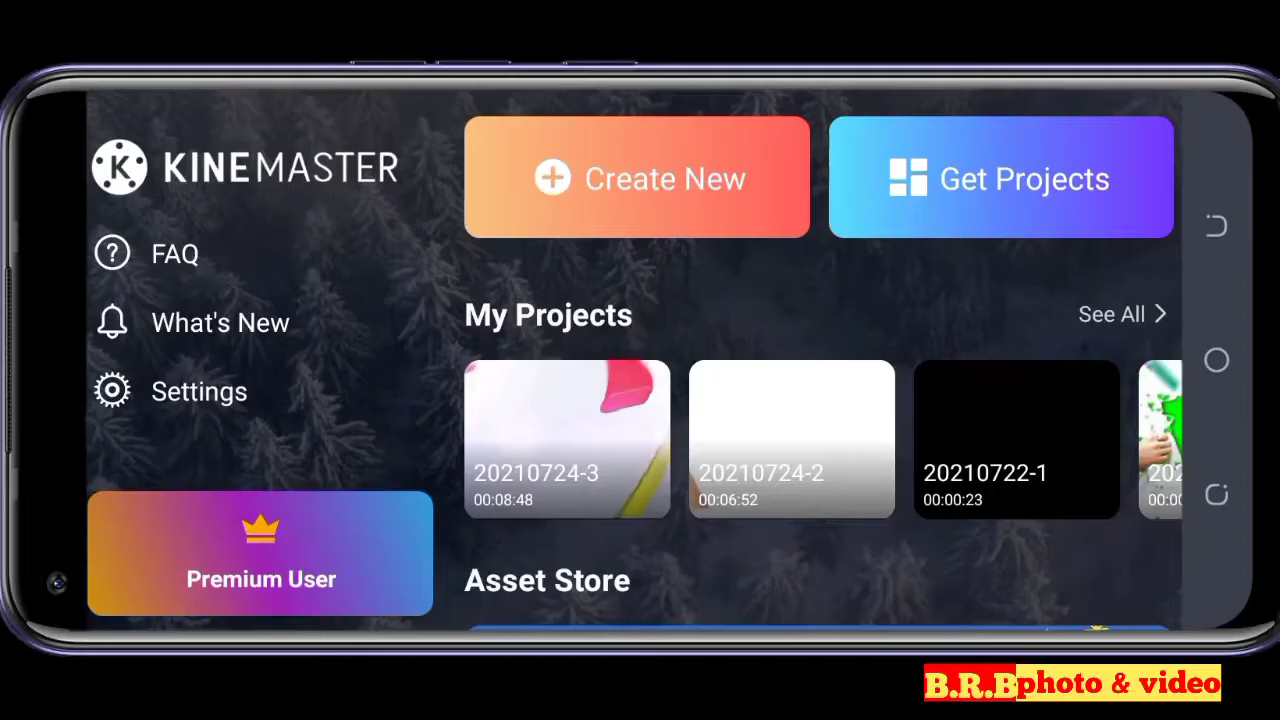 KINEMASTER
FAQ
What's New
Settings
Premium User
Create New
Get Projects
My Projects
See All
20210724-3
00:08:48
20210724-2
00:06:52
20210722-1
00:00:23
Asset Store
B.R.B photo & video